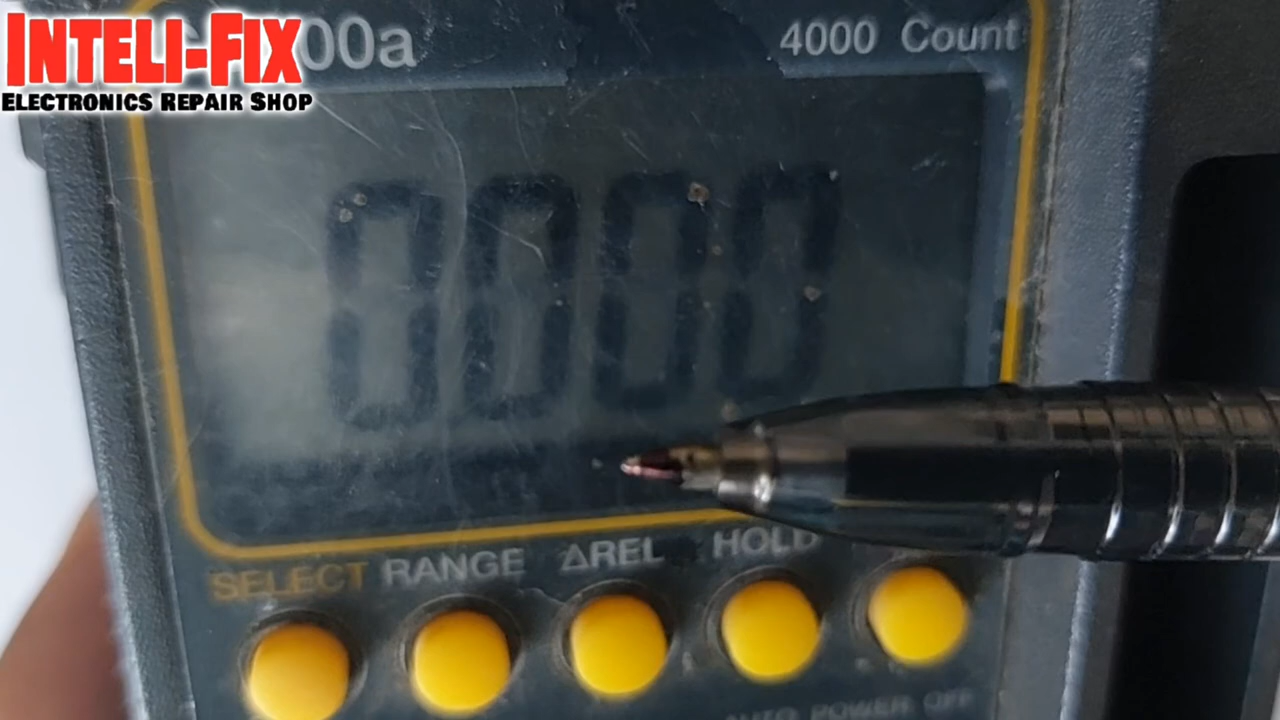 INTELI-FIX
ELECTRONICS REPAIR SHOP
00a
4000 Count
0000
SELECT RANGE ΔREL HOLD
AUTO POWER OFF